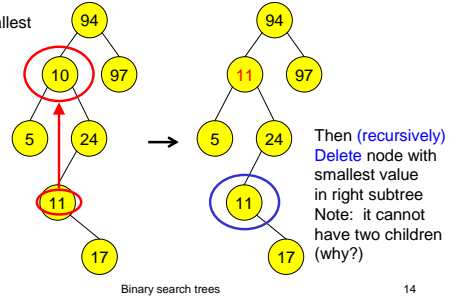 allest
94
10
97
5
24
11
17
94
11
97
5
24
11
17
Then (recursively)
Delete node with
smallest value
in right subtree
Note: it cannot
have two children
(why?)
Binary search trees
14